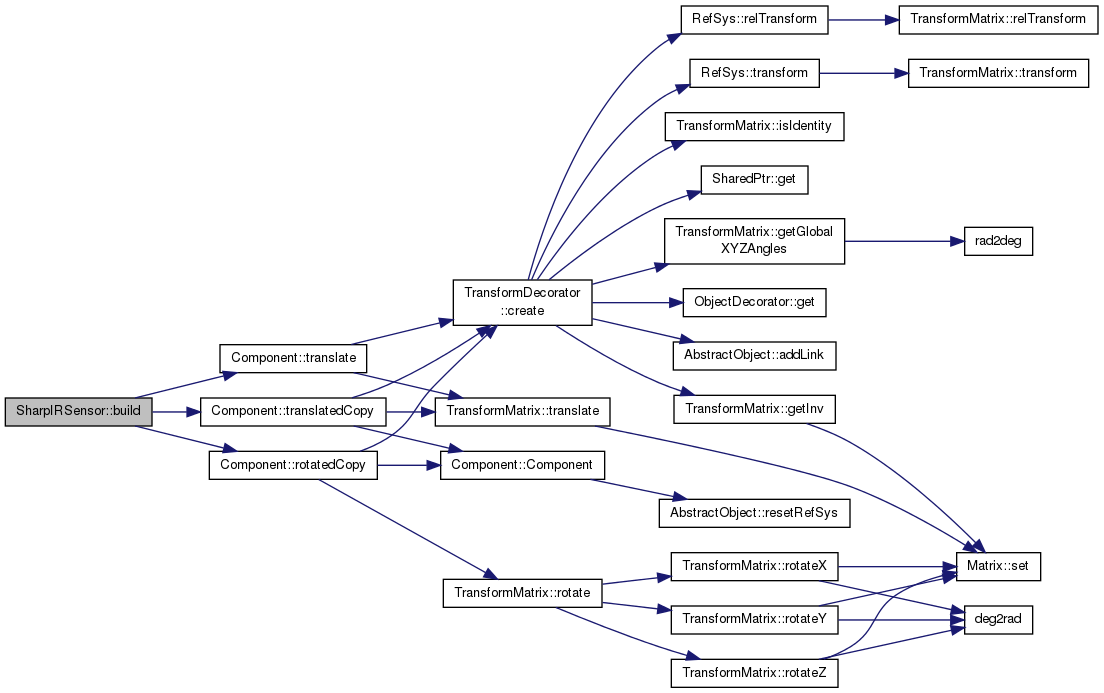 RefSys::relTransform
TransformMatrix::relTransform
RefSys::transform
TransformMatrix::transform
TransformMatrix::isIdentity
SharedPtr::get
TransformMatrix::getGlobal
XYZAngles
rad2deg
TransformDecorator
::create
ObjectDecorator::get
Component::translate
AbstractObject::addLink
SharpIRSensor::build
Component::translatedCopy
TransformMatrix::translate
TransformMatrix::getInv
Component::rotatedCopy
Component::Component
AbstractObject::resetRefSys
TransformMatrix::rotateX
Matrix::set
TransformMatrix::rotate
TransformMatrix::rotateY
deg2rad
TransformMatrix::rotateZ